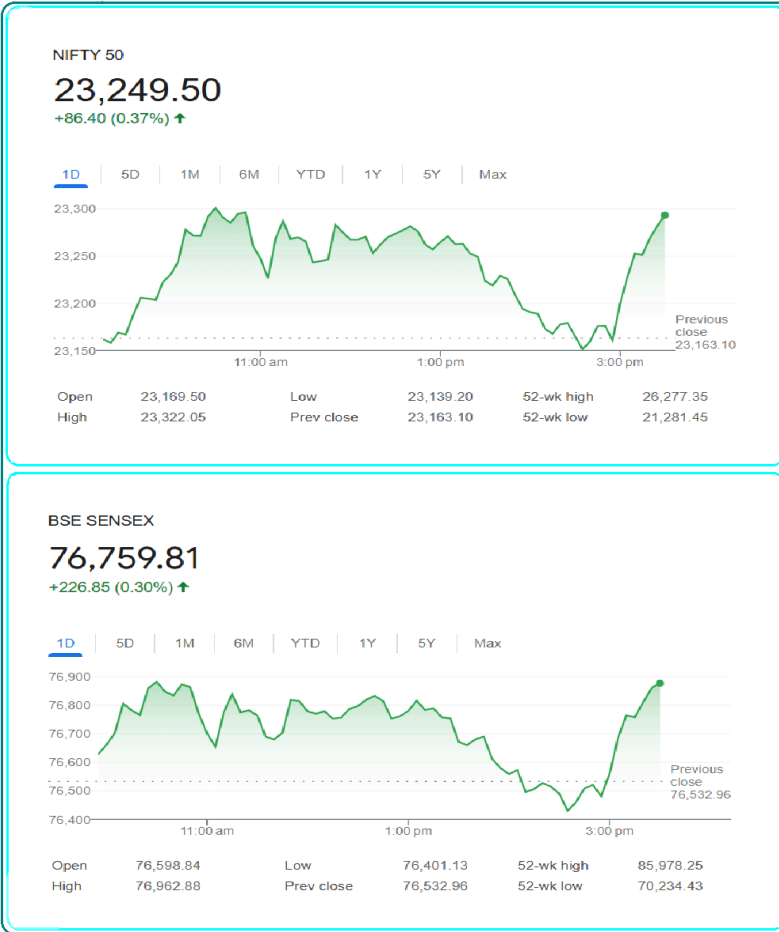 NIFTY 50
23,249.50
+86.40 (0.37%) ↑
1D 5D 1M 6M YTD 1Y 5Y Max
23,300
23,250
23,200
23,150
Previous
close
23,163.10
11:00 am 1:00 pm 3:00 pm
Open 23,169.50 Low 23,139.20 52-wk high 26,277.35
High 23,322.05 Prev close 23,163.10 52-wk low 21,281.45
BSE SENSEX
76,759.81
+226.85 (0.30%) ↑
1D 5D 1M 6M YTD 1Y 5Y Max
76,900
76,800
76,700
76,600
76,500
76,400
Previous
close
76,532.96
11:00 am 1:00 pm 3:00 pm
Open 76,598.84 Low 76,401.13 52-wk high 85,978.25
High 76,962.88 Prev close 76,532.96 52-wk low 70,234.43